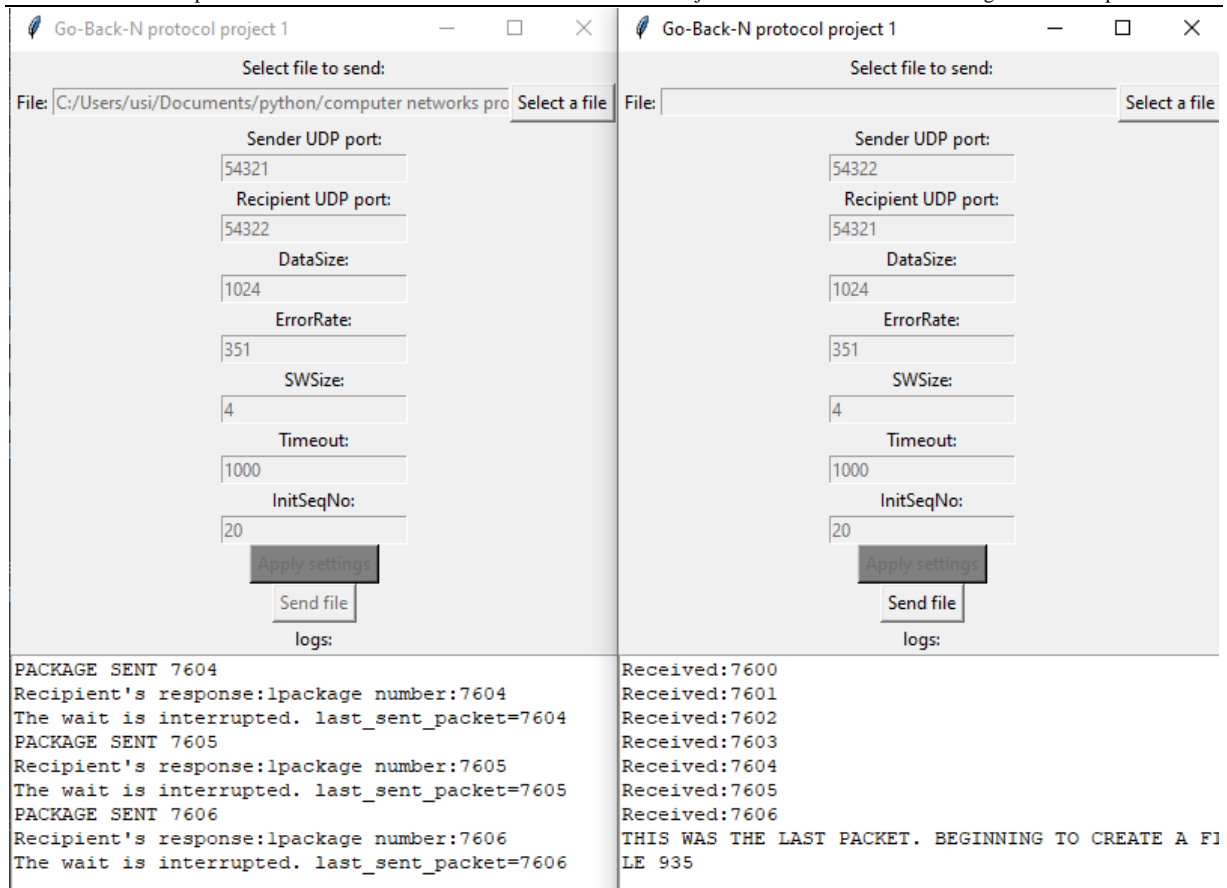 Go-Back-N protocol project 1
Select file to send:
File: C:/Users/usi/Documents/python/computer networks pro Select a file
Sender UDP port:
54321
Recipient UDP port:
54322
DataSize:
1024
ErrorRate:
351
SWSize:
4
Timeout:
1000
InitSeqNo:
20
Apply settings
Send file
logs:
PACKAGE SENT 7604
Recipient's response:1package number:7604
The wait is interrupted. last_sent_packet=7604
PACKAGE SENT 7605
Recipient's response:1package number:7605
The wait is interrupted. last_sent_packet=7605
PACKAGE SENT 7606
Recipient's response:1package number:7606
The wait is interrupted. last_sent_packet=7606
Go-Back-N protocol project 1
Select file to send:
File: Select a file
Sender UDP port:
54322
Recipient UDP port:
54321
DataSize:
1024
ErrorRate:
351
SWSize:
4
Timeout:
1000
InitSeqNo:
20
Apply settings
Send file
logs:
Received:7600
Received:7601
Received:7602
Received:7603
Received:7604
Received:7605
Received:7606
THIS WAS THE LAST PACKET. BEGINNING TO CREATE A FI
LE 935